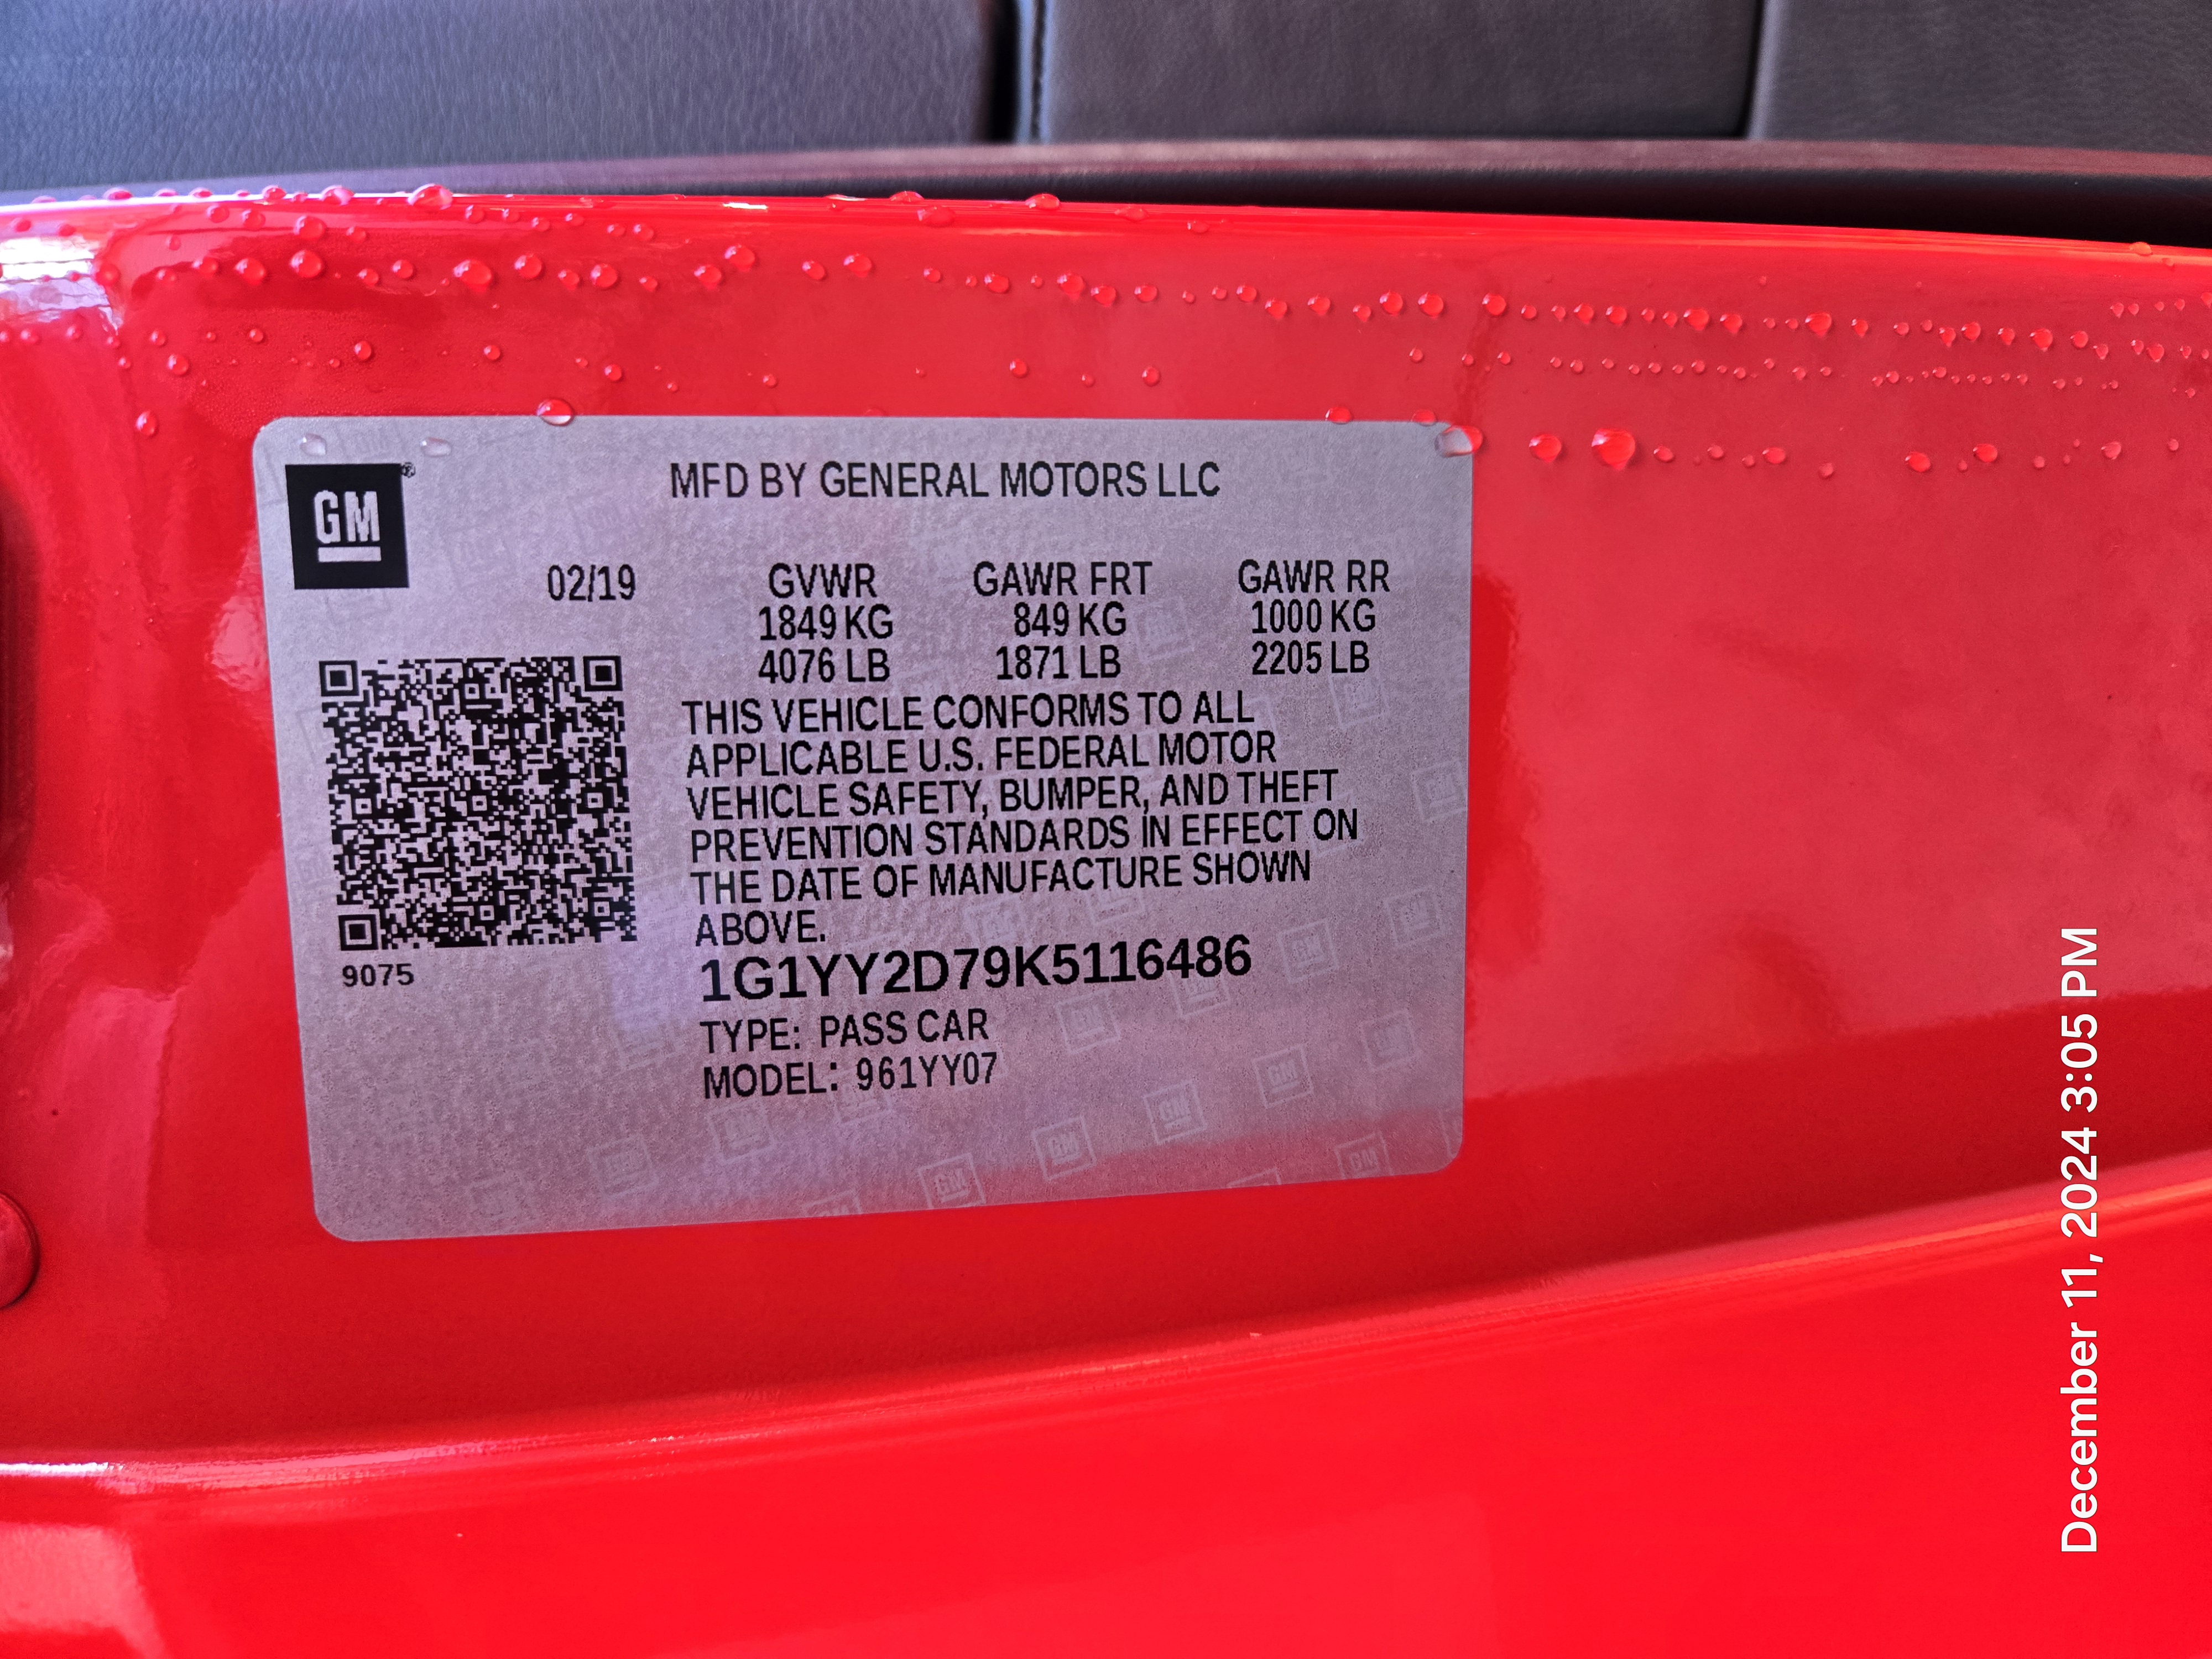 GM
®
MFD BY GENERAL MOTORS LLC
02/19 GVWR GAWR FRT GAWR RR
1849 KG 849 KG 1000 KG
4076 LB 1871 LB 2205 LB
THIS VEHICLE CONFORMS TO ALL
APPLICABLE U.S. FEDERAL MOTOR
VEHICLE SAFETY, BUMPER, AND THEFT
PREVENTION STANDARDS IN EFFECT ON
THE DATE OF MANUFACTURE SHOWN
ABOVE.
9075
1G1YY2D79K5116486
TYPE: PASS CAR
MODEL: 961YY07
December 11, 2024 3:05 PM